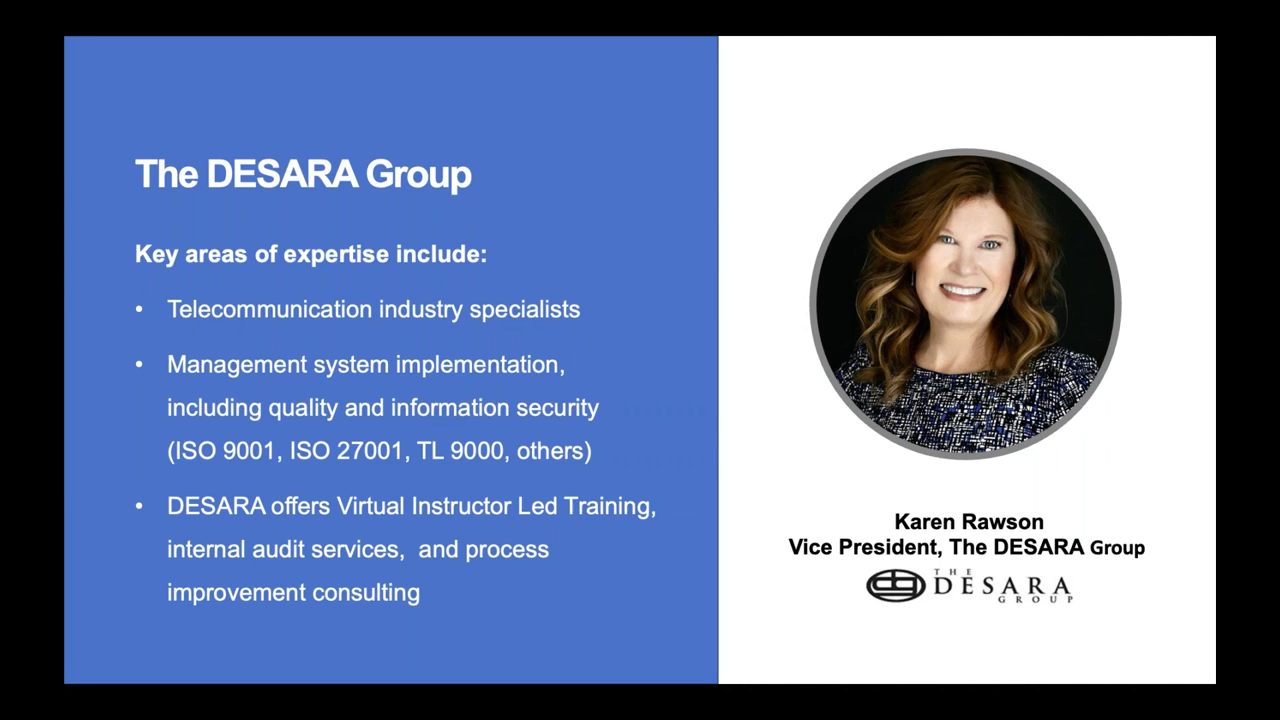 The DESARA Group
Key areas of expertise include:
• Telecommunication industry specialists
• Management system implementation,
including quality and information security
(ISO 9001, ISO 27001, TL 9000, others)
• DESARA offers Virtual Instructor Led Training,
internal audit services,  and process
improvement consulting
Karen Rawson
Vice President, The DESARA Group
THE
DESARA
GROUP